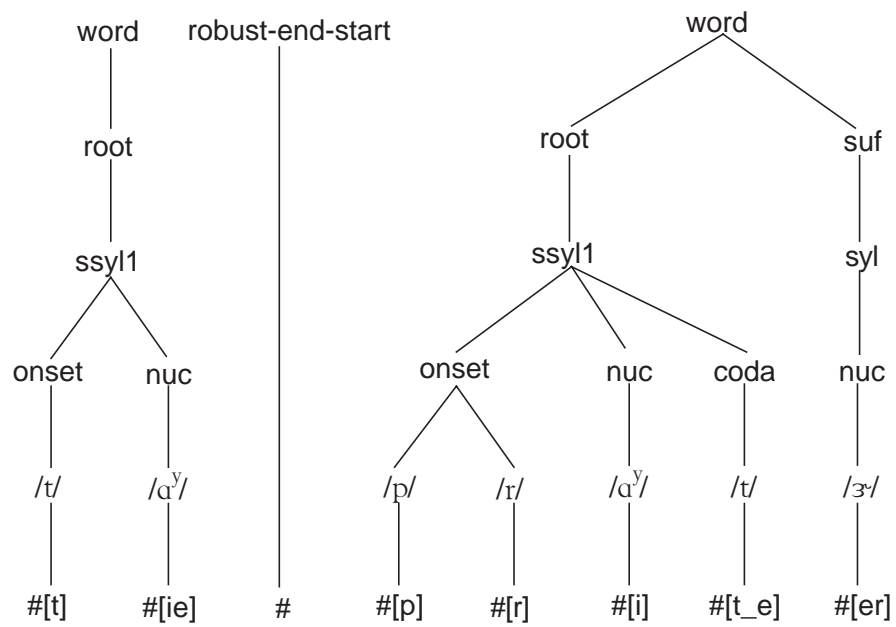 word robust-end-start word
root root suf
ssyl1 ssyl1 syl
onset nuc onset nuc coda nuc
/t/ /ɑʸ/ /p/ /r/ /ɑʸ/ /t/ /ɝ/
#[t] #[ie] # #[p] #[r] #[i] #[t_e] #[er]